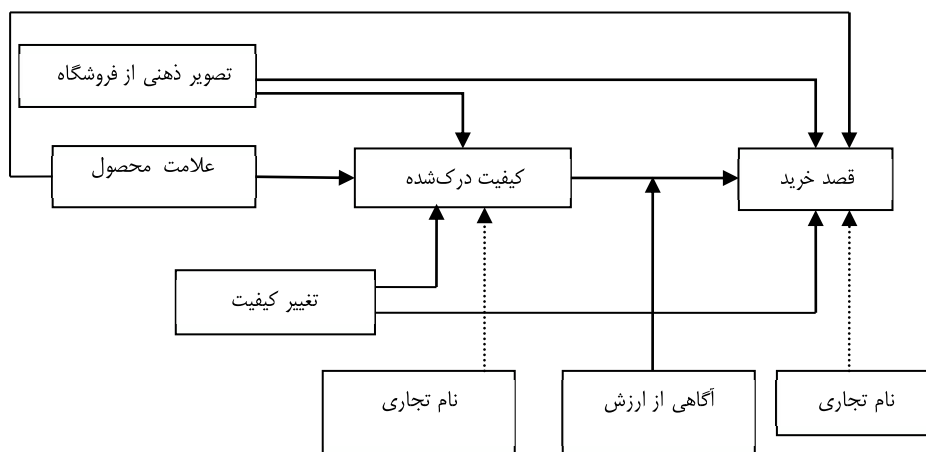 تصویر ذهنی از فروشگاه
علامت محصول
کیفیت درک‌شده
قصد خرید
تغییر کیفیت
نام تجاری
آگاهی از ارزش
نام تجاری